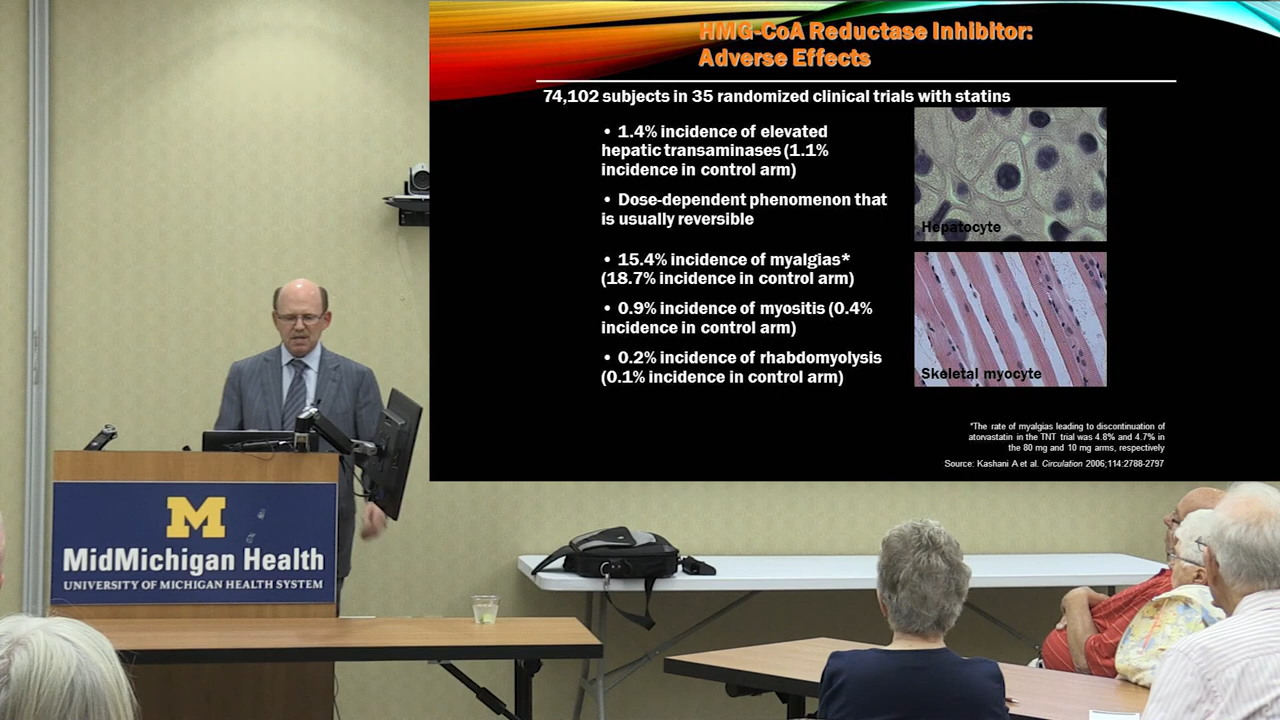 HMG-CoA Reductase Inhibitor:
Adverse Effects
74,102 subjects in 35 randomized clinical trials with statins
• 1.4% incidence of elevated
hepatic transaminases (1.1%
incidence in control arm)
• Dose-dependent phenomenon that
is usually reversible
• 15.4% incidence of myalgias*
(18.7% incidence in control arm)
• 0.9% incidence of myositis (0.4%
incidence in control arm)
• 0.2% incidence of rhabdomyolysis
(0.1% incidence in control arm)
Hepatocyte
Skeletal myocyte
*The rate of myalgias leading to discontinuation of
atorvastatin in the TNT trial was 4.8% and 4.7% in
the 80 mg and 10 mg arms, respectively
Source: Kashani A et al. Circulation 2006;114:2788-2797
M
MidMichigan Health
UNIVERSITY OF MICHIGAN HEALTH SYSTEM